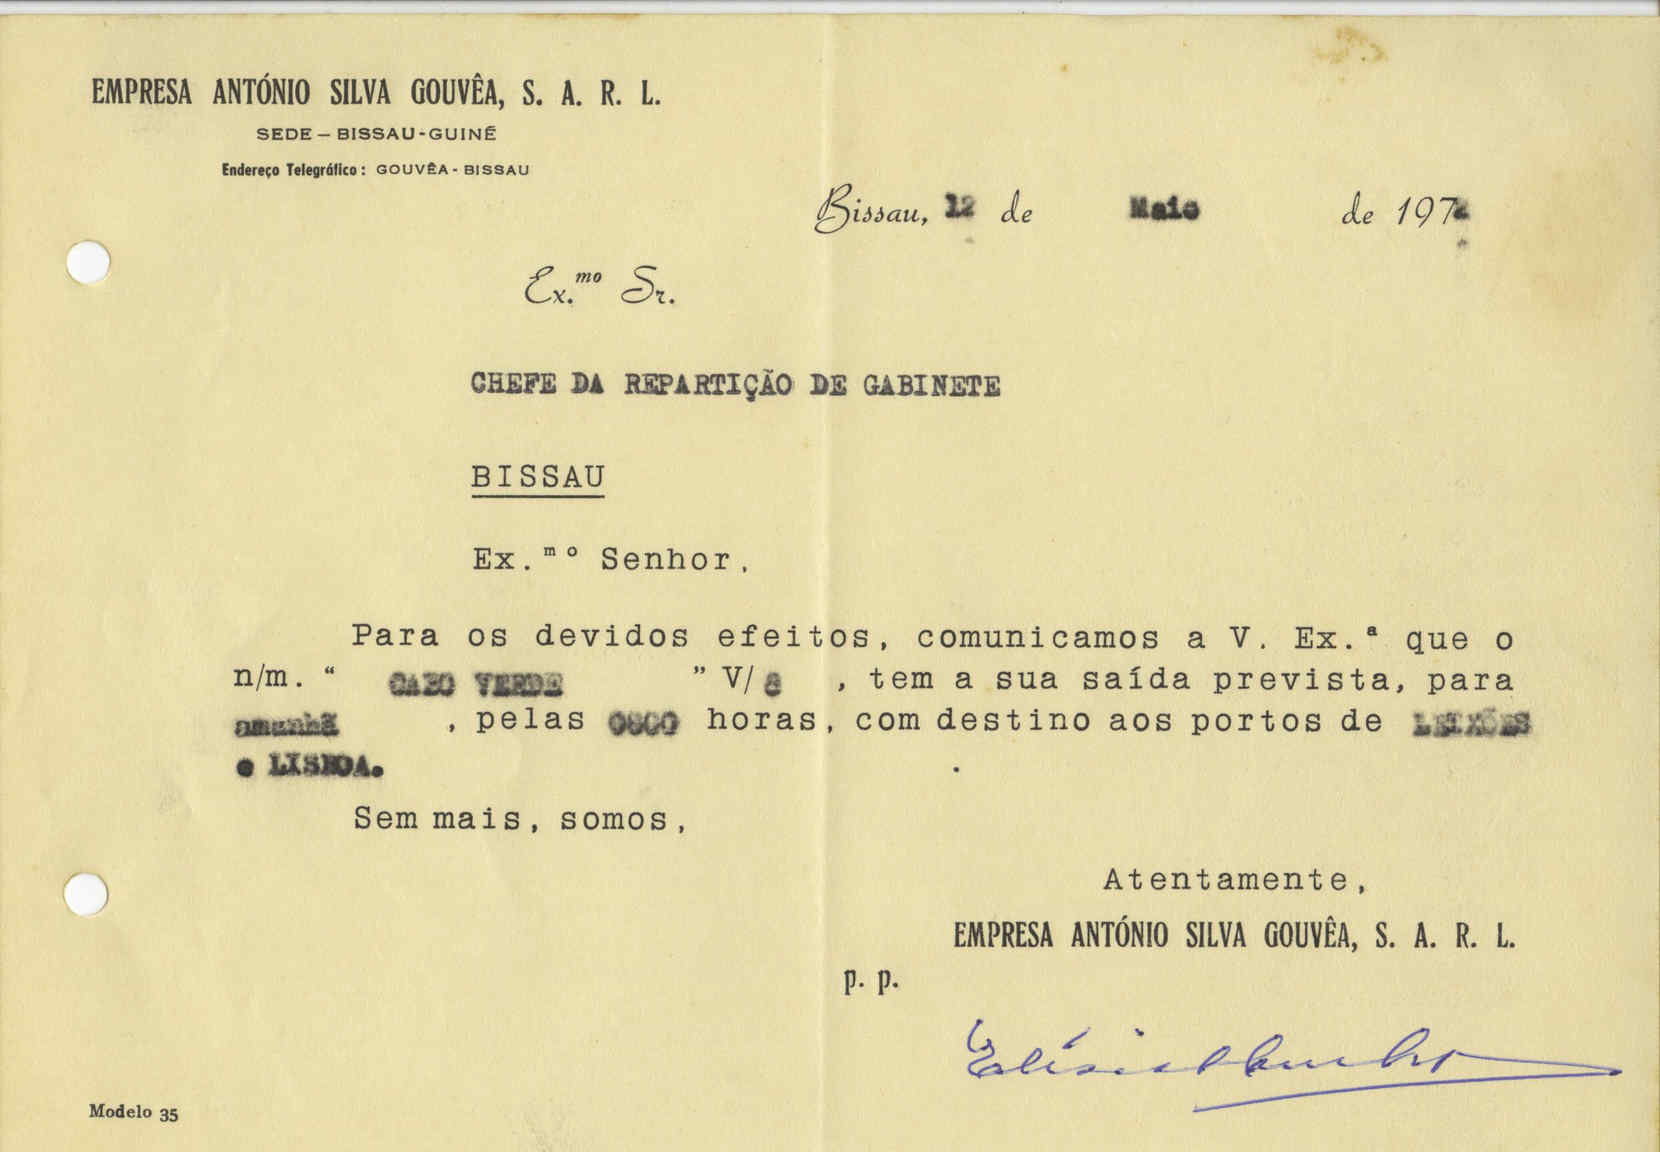 EMPRESA ANTÓNIO SILVA GOUVÊA, S. A. R. L.
SEDE – BISSAU-GUINÉ
Endereço Telegráfico : GOUVÊA - BISSAU
Bissau, 12 de Maio de 1972
Ex.mo Sr.
CHEFE DA REPARTIÇÃO DE GABINETE
BISSAU
Ex.mo Senhor,
Para os devidos efeitos, comunicamos a V. Ex.ª que o
n/m. “ CABO VERDE ” V/ , tem a sua saída prevista, para
amanhã , pelas horas, com destino aos portos de LEIXÕES
e LISBOA.
Sem mais, somos,
Atentamente,
EMPRESA ANTÓNIO SILVA GOUVÊA, S. A. R. L.
p. p.
Modelo 35